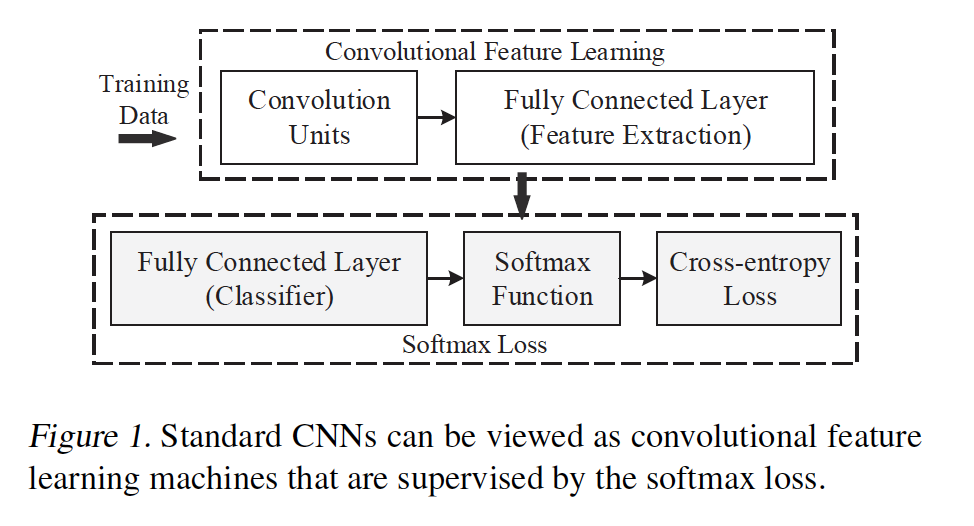 Convolutional Feature Learning
Training
Data
Convolution
Units
Fully Connected Layer
(Feature Extraction)
Fully Connected Layer
(Classifier)
Softmax
Function
Cross-entropy
Loss
Softmax Loss
Figure 1. Standard CNNs can be viewed as convolutional feature
learning machines that are supervised by the softmax loss.